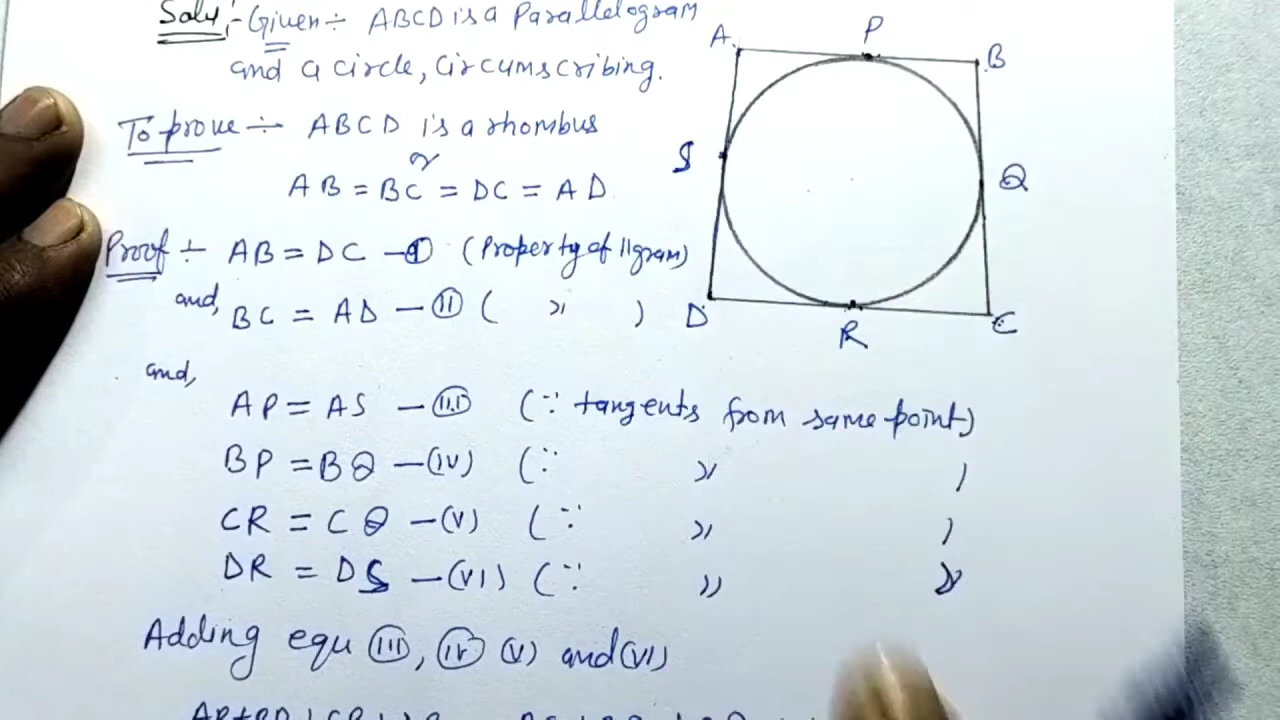 Solu :- Given ÷ ABCD is a Parallelogram
and a circle, circumscribing.
To prove ÷ ABCD is a rhombus
or
AB = BC = DC = AD
Proof ÷ AB = DC – (I) (Property of 11gram)
and, BC = AD – (II) ( " )
and,
AP = AS – (III) (∵ tangents from same point)
BP = BQ – (IV) (∵ " )
CR = CQ – (V) (∵ " )
DR = DS – (VI) (∵ " )
Adding equ (III), (IV) (V) and (VI)
A
P
B
S
Q
D
R
C